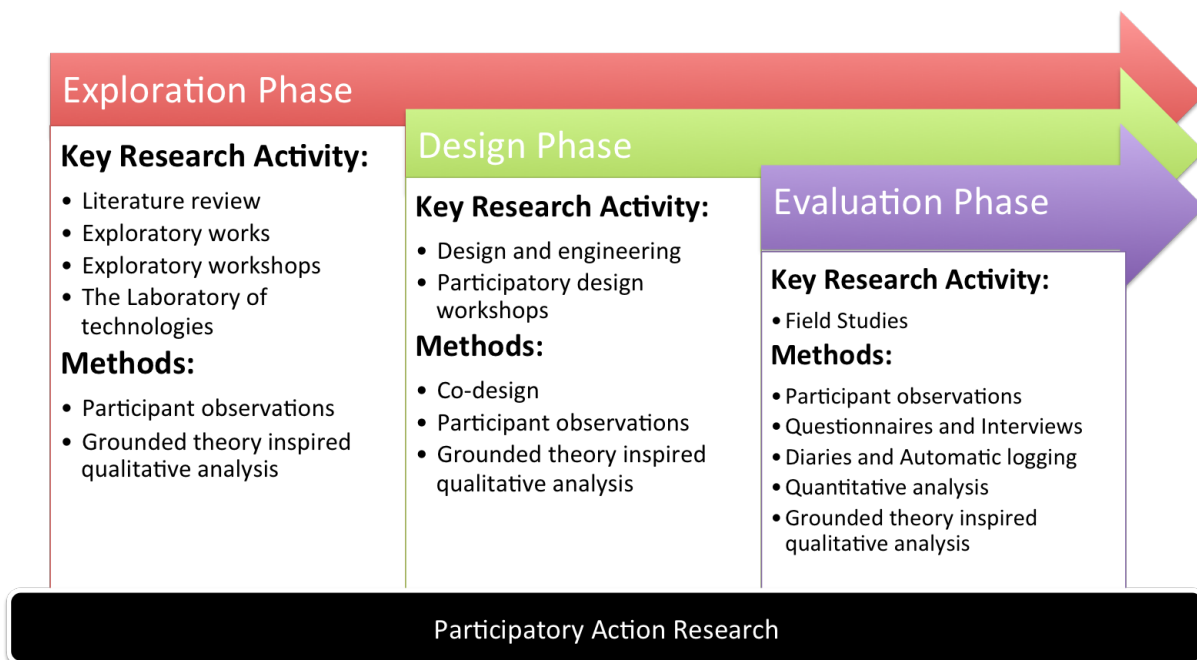 Exploration Phase
Key Research Activity:
• Literature review
• Exploratory works
• Exploratory workshops
• The Laboratory of
technologies
Methods:
• Participant observations
• Grounded theory inspired
qualitative analysis
Design Phase
Key Research Activity:
• Design and engineering
• Participatory design
workshops
Methods:
• Co-design
• Participant observations
• Grounded theory inspired
qualitative analysis
Evaluation Phase
Key Research Activity:
• Field Studies
Methods:
• Participant observations
• Questionnaires and Interviews
• Diaries and Automatic logging
• Quantitative analysis
• Grounded theory inspired
qualitative analysis
Participatory Action Research